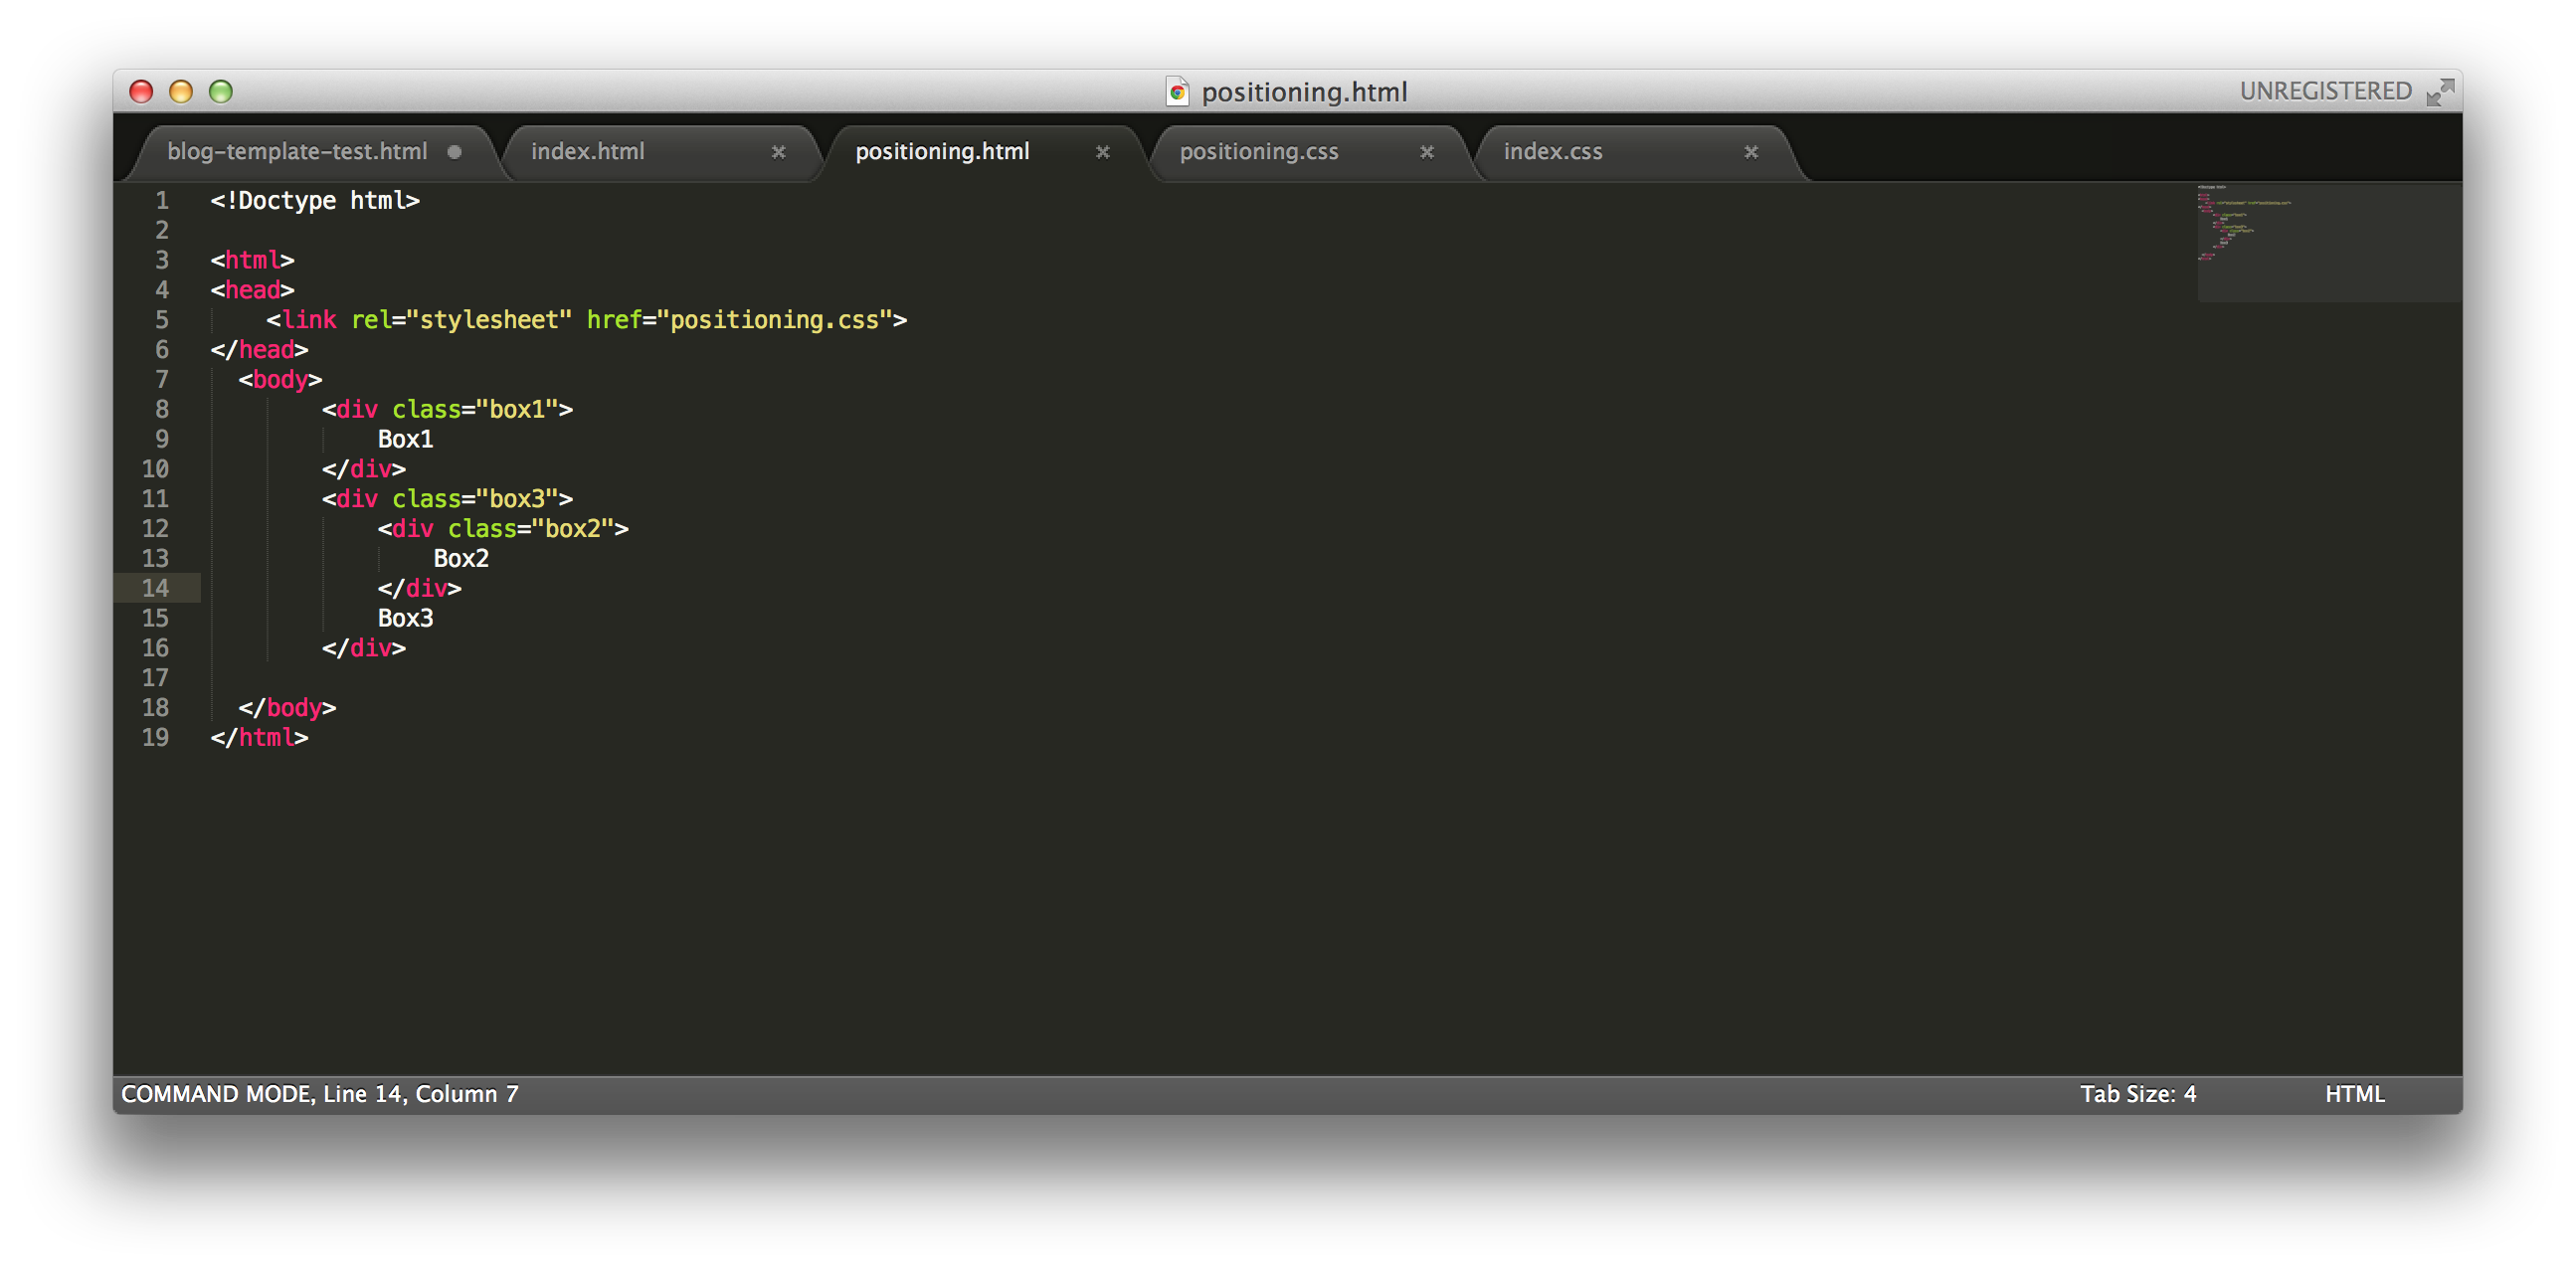 positioning.html
UNREGISTERED
blog-template-test.html
index.html
positioning.html
positioning.css
index.css
1 <!Doctype html>
2
3 <html>
4 <head>
5     <link rel="stylesheet" href="positioning.css">
6 </head>
7   <body>
8         <div class="box1">
9             Box1
10         </div>
11         <div class="box3">
12             <div class="box2">
13                 Box2
14             </div>
15             Box3
16         </div>
17
18   </body>
19 </html>
COMMAND MODE, Line 14, Column 7
Tab Size: 4
HTML